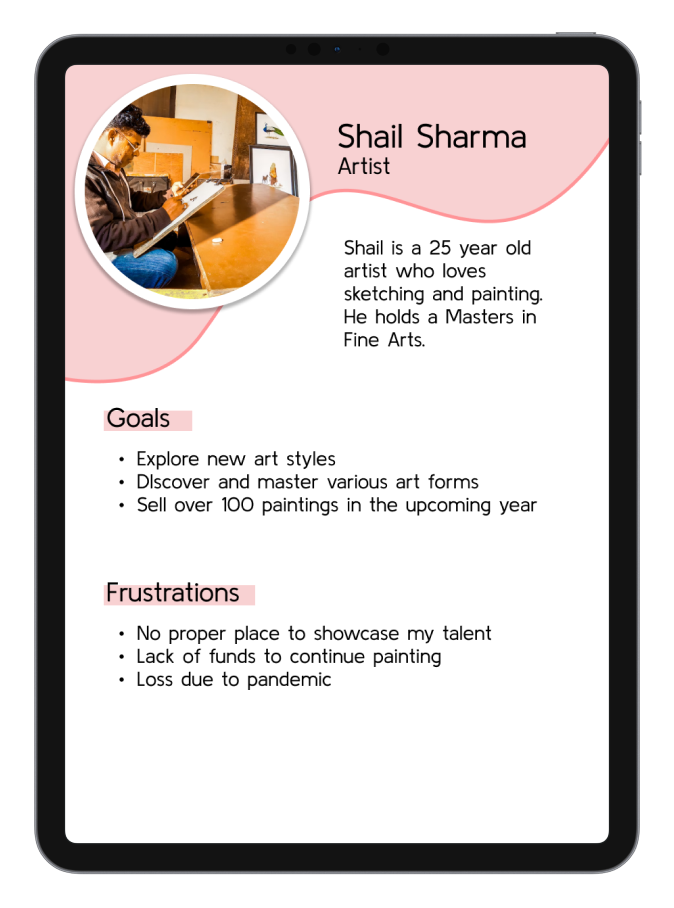 Shail Sharma
Artist
Shail is a 25 year old
artist who loves
sketching and painting.
He holds a Masters in
Fine Arts.
Goals
• Explore new art styles
• DIscover and master various art forms
• Sell over 100 paintings in the upcoming year
Frustrations
• No proper place to showcase my talent
• Lack of funds to continue painting
• Loss due to pandemic